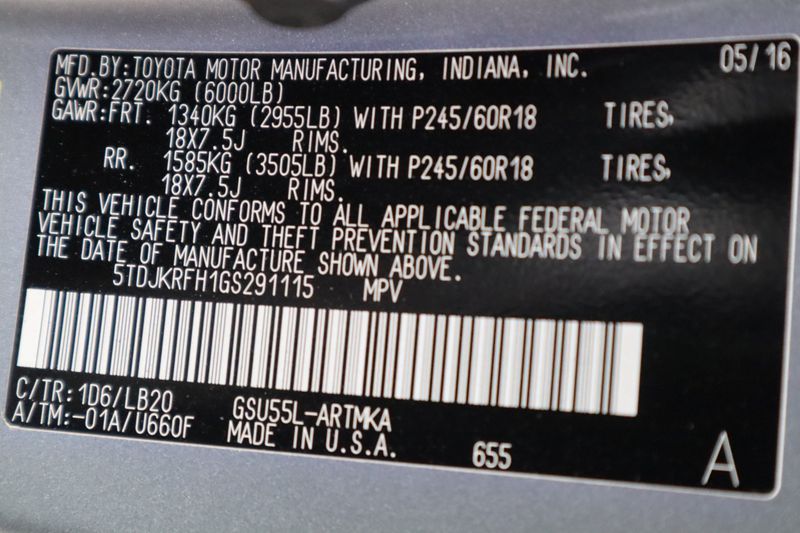 MFD.BY:TOYOTA MOTOR MANUFACTURING, INDIANA, INC. 05/16
GVWR:2720KG (6000LB)
GAWR:FRT. 1340KG (2955LB) WITH P245/60R18 TIRES,
18X7.5J RIMS.
RR. 1585KG (3505LB) WITH P245/60R18 TIRES,
18X7.5J RIMS.
THIS VEHICLE CONFORMS TO ALL APPLICABLE FEDERAL MOTOR
VEHICLE SAFETY AND THEFT PREVENTION STANDARDS IN EFFECT ON
THE DATE OF MANUFACTURE SHOWN ABOVE.
5TDJKRFH1GS291115 MPV
C/TR:1D6/LB20 GSU55L-ARTMKA
A/TM:-01A/U660F MADE IN U.S.A. 655 A